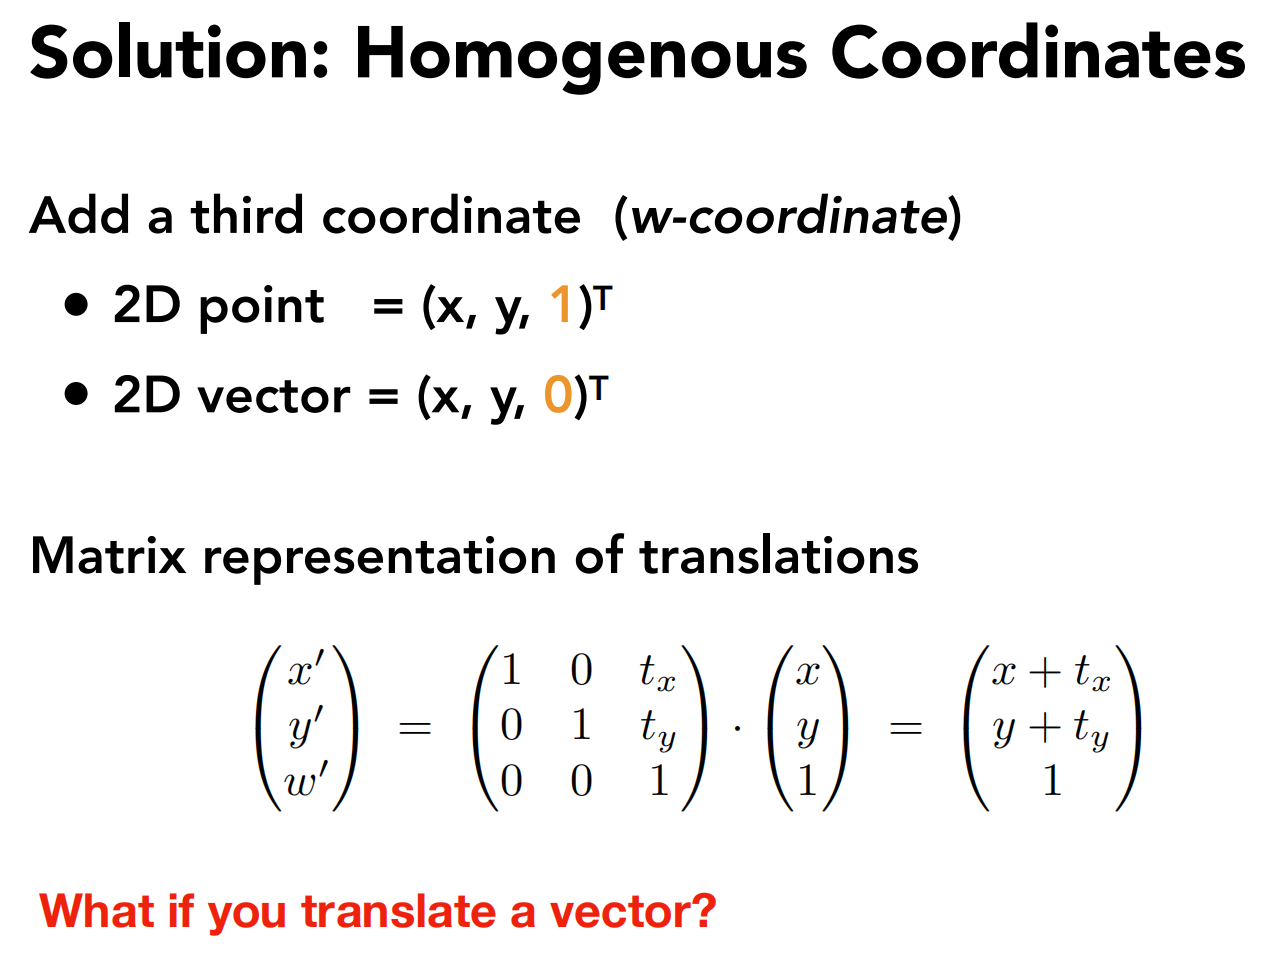 Solution: Homogenous Coordinates
Add a third coordinate (w-coordinate)
• 2D point = (x, y, 1)ᵀ
• 2D vector = (x, y, 0)ᵀ
Matrix representation of translations
$$\begin{pmatrix} x' \\ y' \\ w' \end{pmatrix} = \begin{pmatrix} 1 & 0 & t_x \\ 0 & 1 & t_y \\ 0 & 0 & 1 \end{pmatrix} \cdot \begin{pmatrix} x \\ y \\ 1 \end{pmatrix} = \begin{pmatrix} x + t_x \\ y + t_y \\ 1 \end{pmatrix}$$
What if you translate a vector?